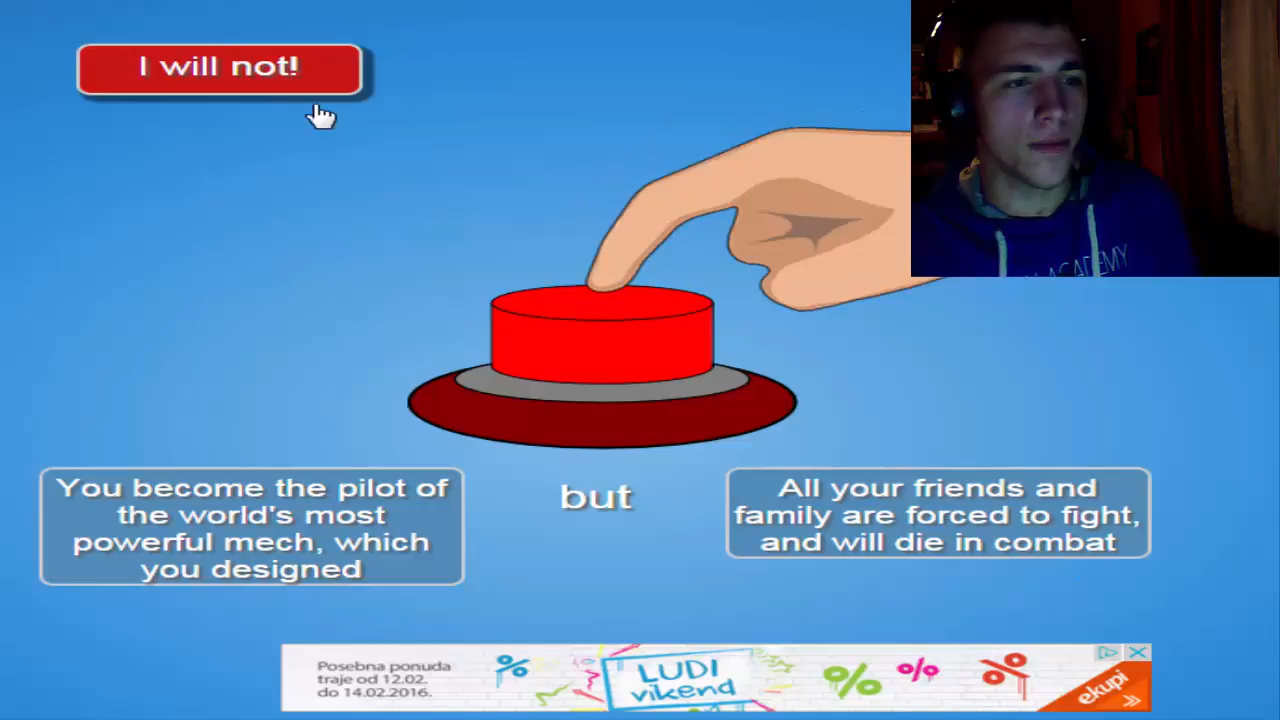 I will not!
ACADEMY
You become the pilot of
the world's most
powerful mech, which
you designed
but
All your friends and
family are forced to fight,
and will die in combat
Posebna ponuda
traje od 12.02.
do 14.02.2016.
%
LUDI
vikend
% % %
ekupi